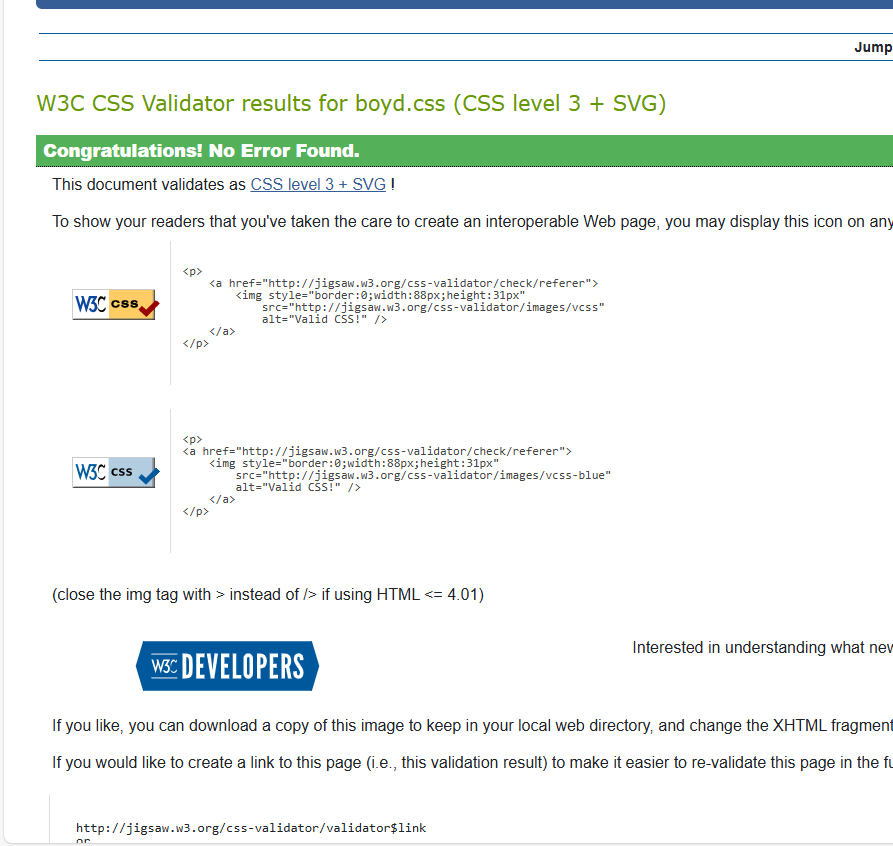 Jump
W3C CSS Validator results for boyd.css (CSS level 3 + SVG)
Congratulations! No Error Found.
This document validates as CSS level 3 + SVG !
To show your readers that you've taken the care to create an interoperable Web page, you may display this icon on any
<p>
<a href="http://jigsaw.w3.org/css-validator/check/referer">
<img style="border:0;width:88px;height:31px"
W3C css
src="http://jigsaw.w3.org/css-validator/images/vcss"
alt="Valid CSS!" />
</a>
</p>
<p>
<a href="http://jigsaw.w3.org/css-validator/check/referer">
<img style="border:0;width:88px;height:31px"
W3C css
src="http://jigsaw.w3.org/css-validator/images/vcss-blue"
alt="Valid CSS!" />
</a>
</p>
(close the img tag with > instead of /> if using HTML <= 4.01)
W3C DEVELOPERS
Interested in understanding what new
If you like, you can download a copy of this image to keep in your local web directory, and change the XHTML fragment
If you would like to create a link to this page (i.e., this validation result) to make it easier to re-validate this page in the fu
http://jigsaw.w3.org/css-validator/validator$link
or